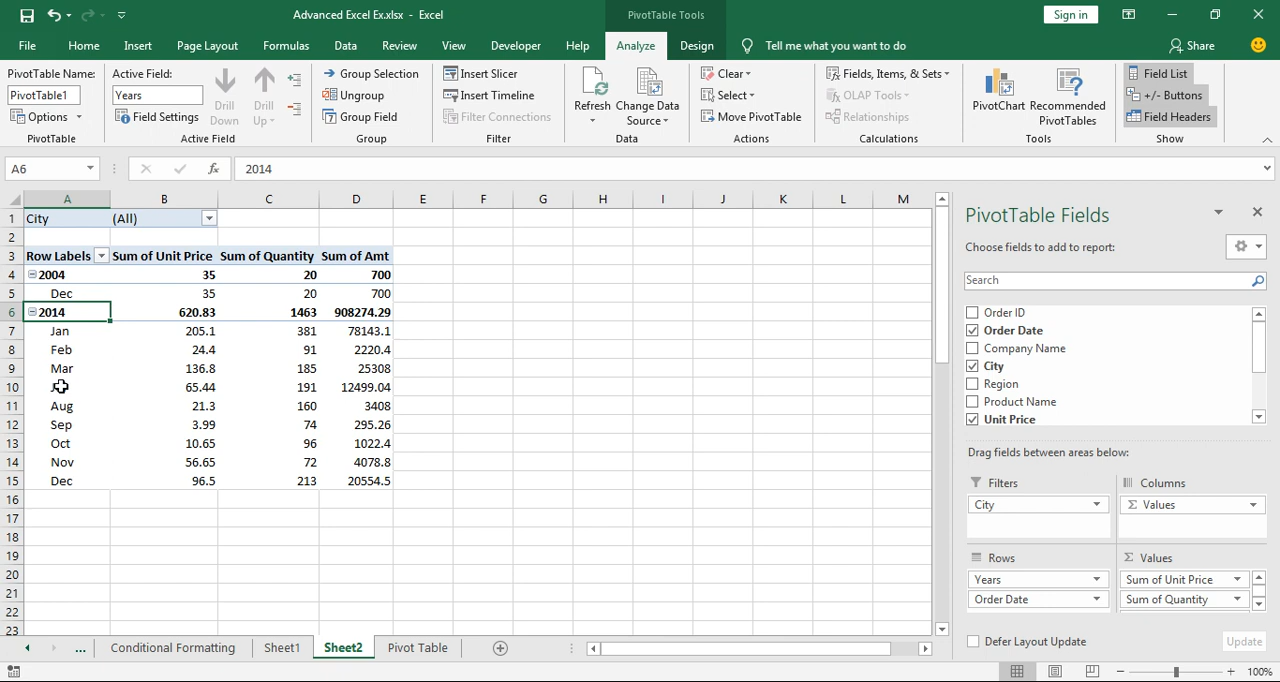 Advanced Excel Ex.xlsx - Excel
PivotTable Tools
Sign in
File Home Insert Page Layout Formulas Data Review View Developer Help Analyze Design Tell me what you want to do Share
PivotTable Name:
PivotTable1
Options
PivotTable
Active Field:
Years
Field Settings
Drill Down
Drill Up
Active Field
Group Selection
Ungroup
Group Field
Group
Insert Slicer
Insert Timeline
Filter Connections
Filter
Refresh
Change Data Source
Data
Clear
Select
Move PivotTable
Actions
Fields, Items, & Sets
OLAP Tools
Relationships
Calculations
PivotChart
Recommended PivotTables
Tools
Field List
+/- Buttons
Field Headers
Show
A6 fx 2014
A B C D E F G H I J K L M
1 City (All)
2
3 Row Labels Sum of Unit Price Sum of Quantity Sum of Amt
4 2004 35 20 700
5 Dec 35 20 700
6 2014 620.83 1463 908274.29
7 Jan 205.1 381 78143.1
8 Feb 24.4 91 2220.4
9 Mar 136.8 185 25308
10 65.44 191 12499.04
11 Aug 21.3 160 3408
12 Sep 3.99 74 295.26
13 Oct 10.65 96 1022.4
14 Nov 56.65 72 4078.8
15 Dec 96.5 213 20554.5
16
17
18
19
20
21
22
23
PivotTable Fields
Choose fields to add to report:
Search
Order ID
Order Date
Company Name
City
Region
Product Name
Unit Price
Drag fields between areas below:
Filters
City
Columns
Σ Values
Rows
Years
Order Date
Σ Values
Sum of Unit Price
Sum of Quantity
Defer Layout Update Update
... Conditional Formatting Sheet1 Sheet2 Pivot Table
100%